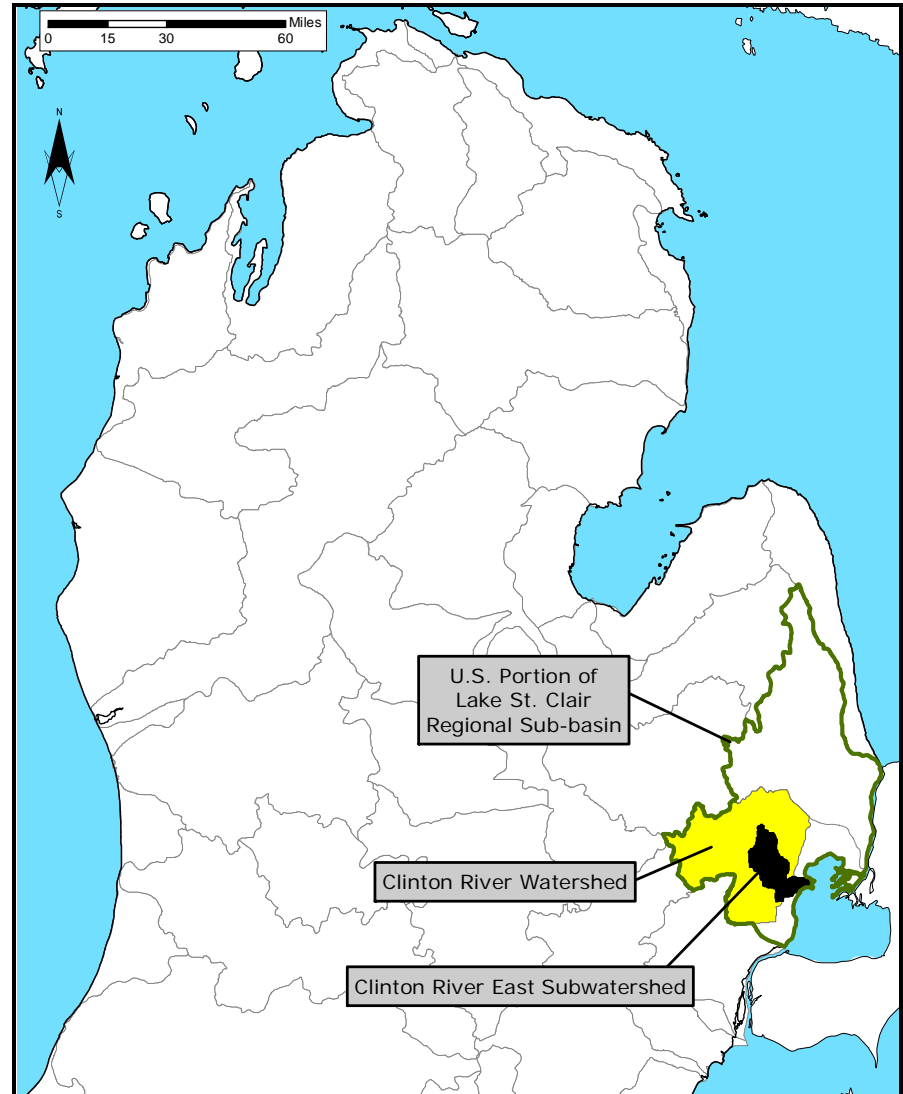 Miles
0 15 30 60
N
S
U.S. Portion of
Lake St. Clair
Regional Sub-basin
Clinton River Watershed
Clinton River East Subwatershed